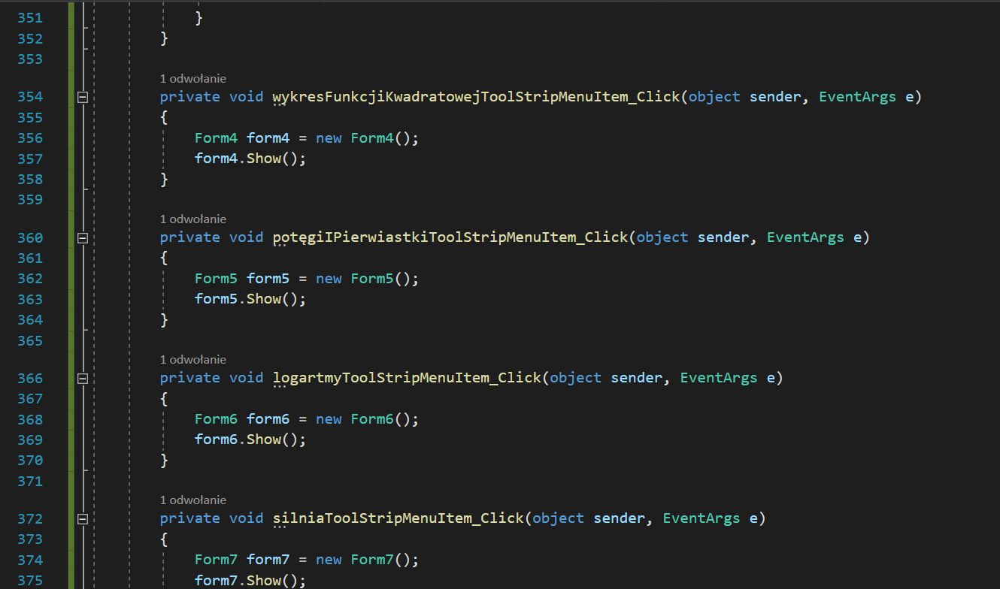 351 }
352 }
353
1 odwołanie
354 private void wykresFunkcjiKwadratowejToolStripMenuItem_Click(object sender, EventArgs e)
355 {
356 Form4 form4 = new Form4();
357 form4.Show();
358 }
359
1 odwołanie
360 private void potęgiIPierwiastkiToolStripMenuItem_Click(object sender, EventArgs e)
361 {
362 Form5 form5 = new Form5();
363 form5.Show();
364 }
365
1 odwołanie
366 private void logartmyToolStripMenuItem_Click(object sender, EventArgs e)
367 {
368 Form6 form6 = new Form6();
369 form6.Show();
370 }
371
1 odwołanie
372 private void silniaToolStripMenuItem_Click(object sender, EventArgs e)
373 {
374 Form7 form7 = new Form7();
375 form7.Show();